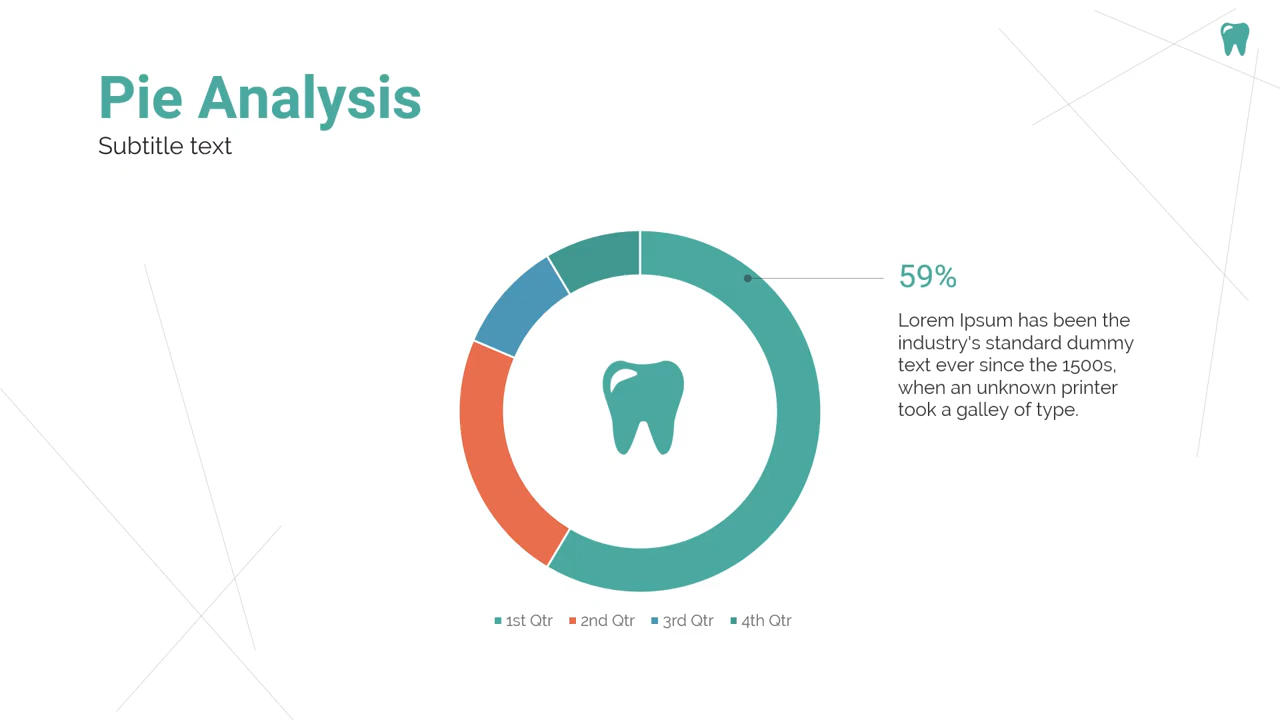 Pie Analysis
Subtitle text
59%
Lorem Ipsum has been the
industry's standard dummy
text ever since the 1500s,
when an unknown printer
took a galley of type.
1st Qtr 2nd Qtr 3rd Qtr 4th Qtr